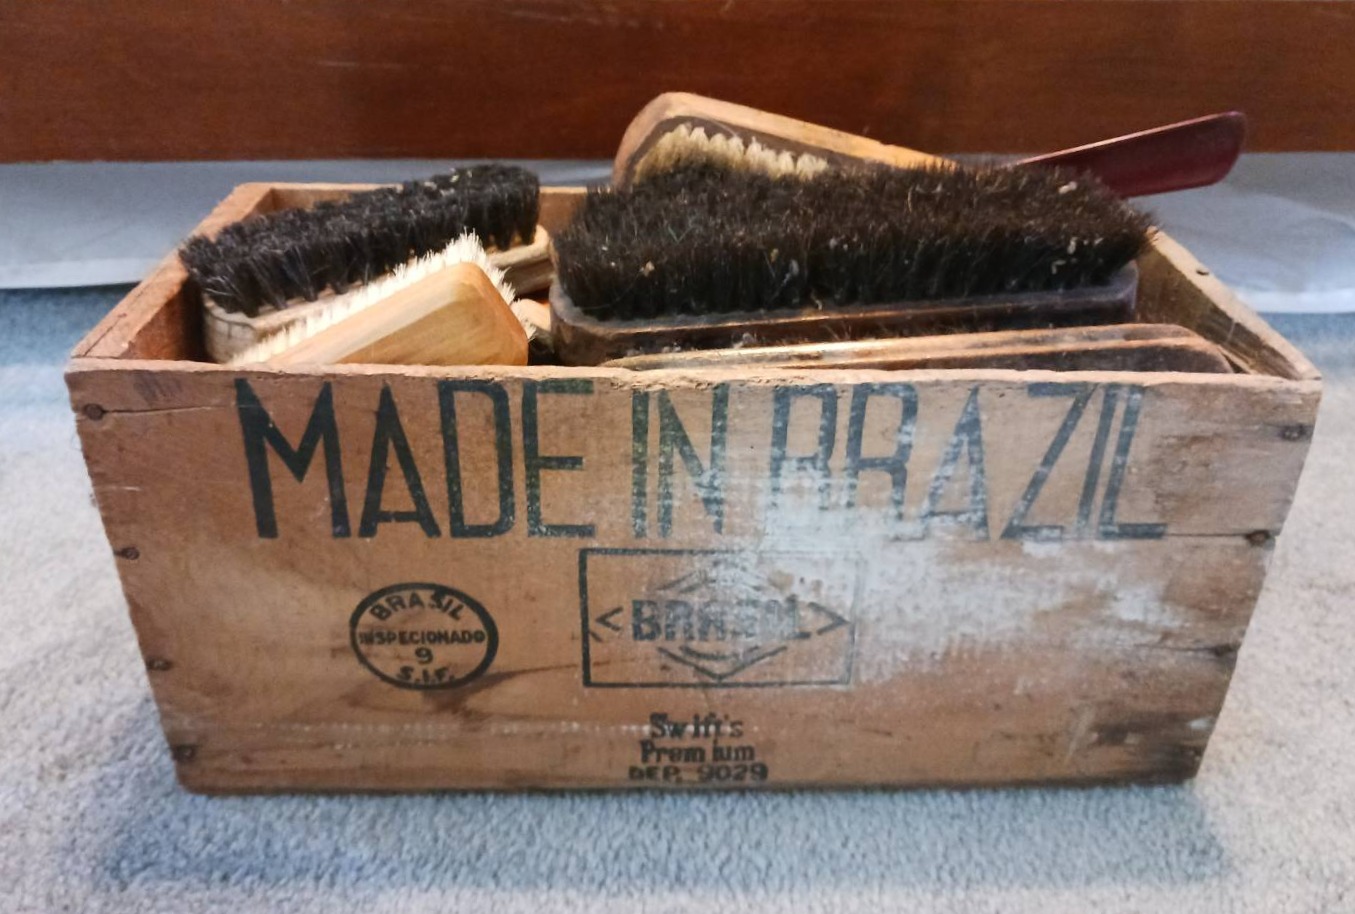 MADE IN BRAZIL
BRASIL
INSPECIONADO
9
S.I.F.
<BRASIL>
Swift's
Premium
DEP. 9029